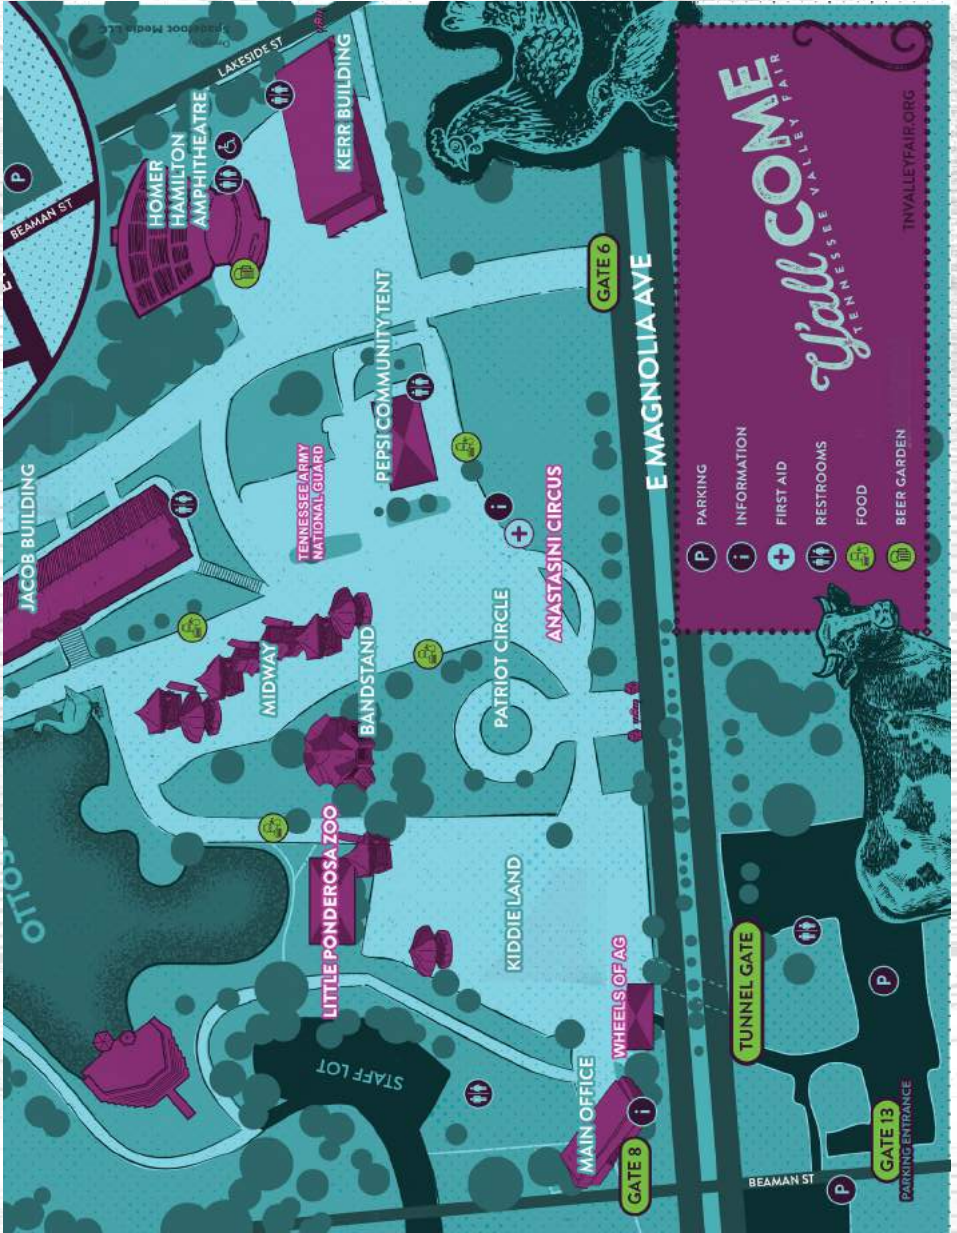 OTTOS
JACOB BUILDING
BEAMAN ST
P
HOMER
HAMILTON
AMPHITHEATRE
LAKESIDE ST
KERR BUILDING
STAFF LOT
LITTLE PONDEROSA ZOO
MIDWAY
BANDSTAND
TENNESSEE ARMY
NATIONAL GUARD
PEPSI COMMUNITY TENT
KIDDIE LAND
PATRIOT CIRCLE
i
ANASTASINI CIRCUS
MAIN OFFICE
WHEELS OF AG
GATE 8
i
GATE 6
E MAGNOLIA AVE
TUNNEL GATE
BEAMAN ST
P
P
GATE 13
PARKING ENTRANCE
P PARKING
i INFORMATION
FIRST AID
RESTROOMS
FOOD
BEER GARDEN
Y'all COME
TENNESSEE VALLEY FAIR
TNVALLEYFAIR.ORG